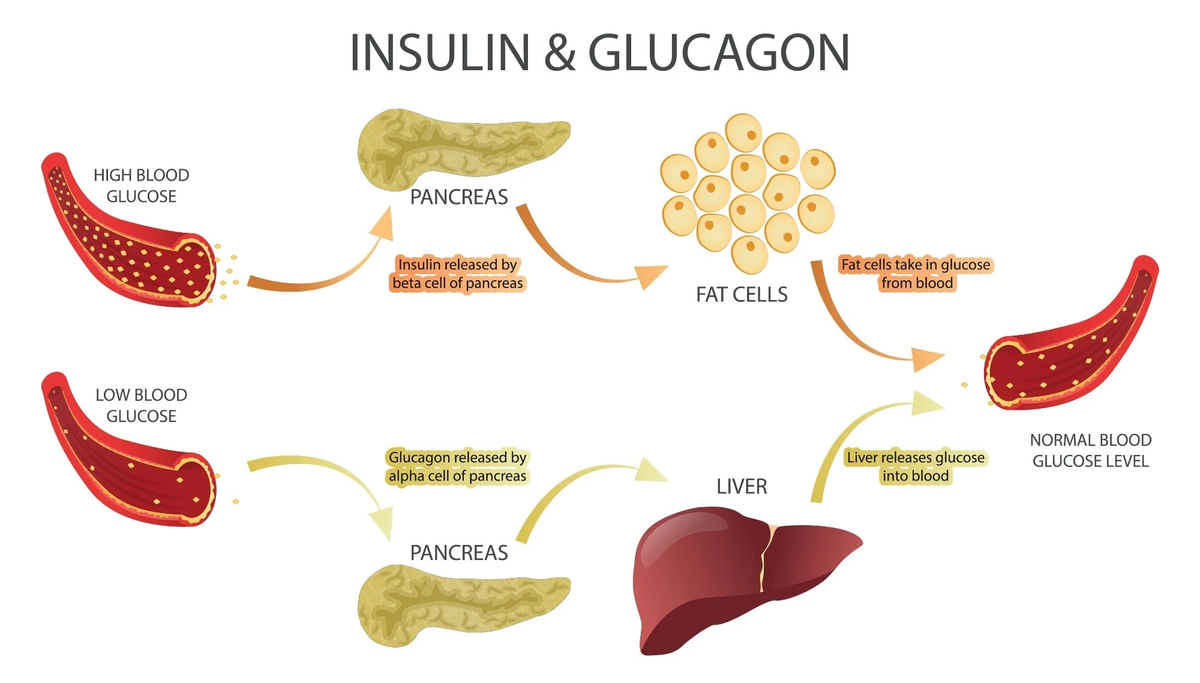 INSULIN & GLUCAGON
HIGH BLOOD
GLUCOSE
PANCREAS
Insulin released by
beta cell of pancreas
FAT CELLS
Fat cells take in glucose
from blood
LOW BLOOD
GLUCOSE
Glucagon released by
alpha cell of pancreas
PANCREAS
LIVER
Liver releases glucose
into blood
NORMAL BLOOD
GLUCOSE LEVEL